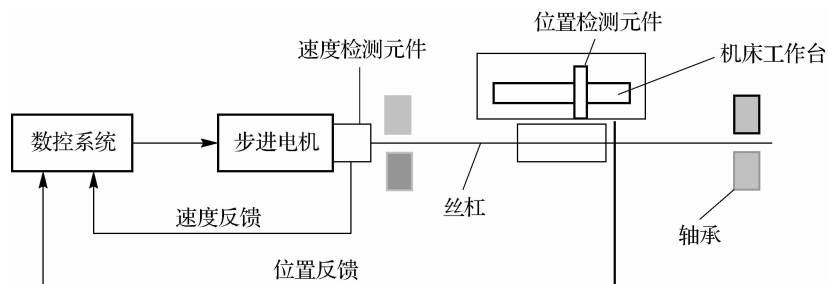 位置检测元件
速度检测元件
机床工作台
数控系统
步进电机
丝杠
速度反馈
轴承
位置反馈